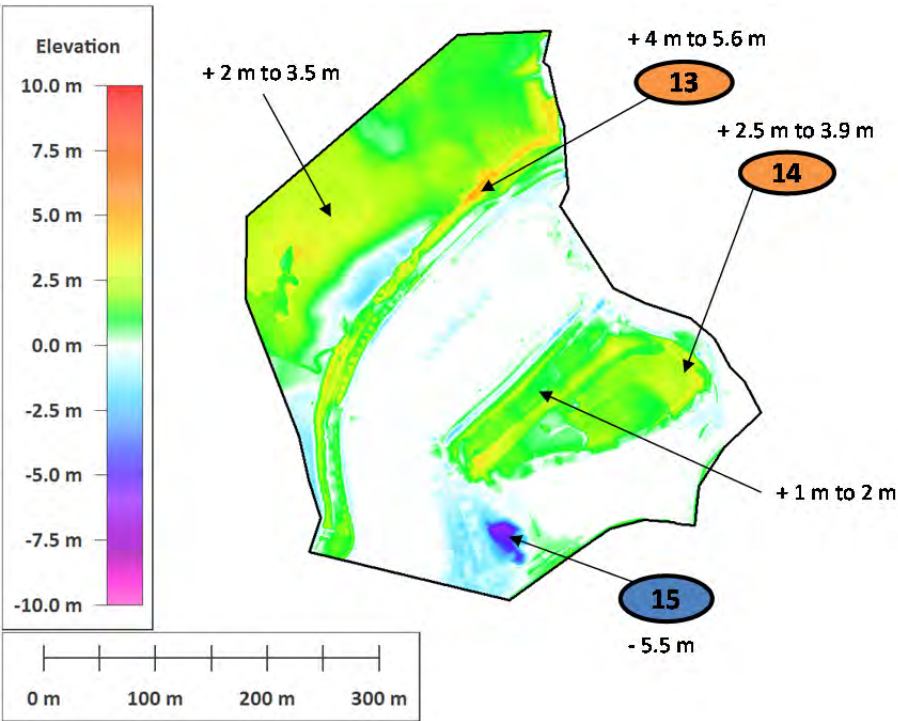 Elevation
10.0 m
7.5 m
5.0 m
2.5 m
0.0 m
-2.5 m
-5.0 m
-7.5 m
-10.0 m
+ 2 m to 3.5 m
+ 4 m to 5.6 m
13
+ 2.5 m to 3.9 m
14
+ 1 m to 2 m
15
- 5.5 m
0 m 100 m 200 m 300 m